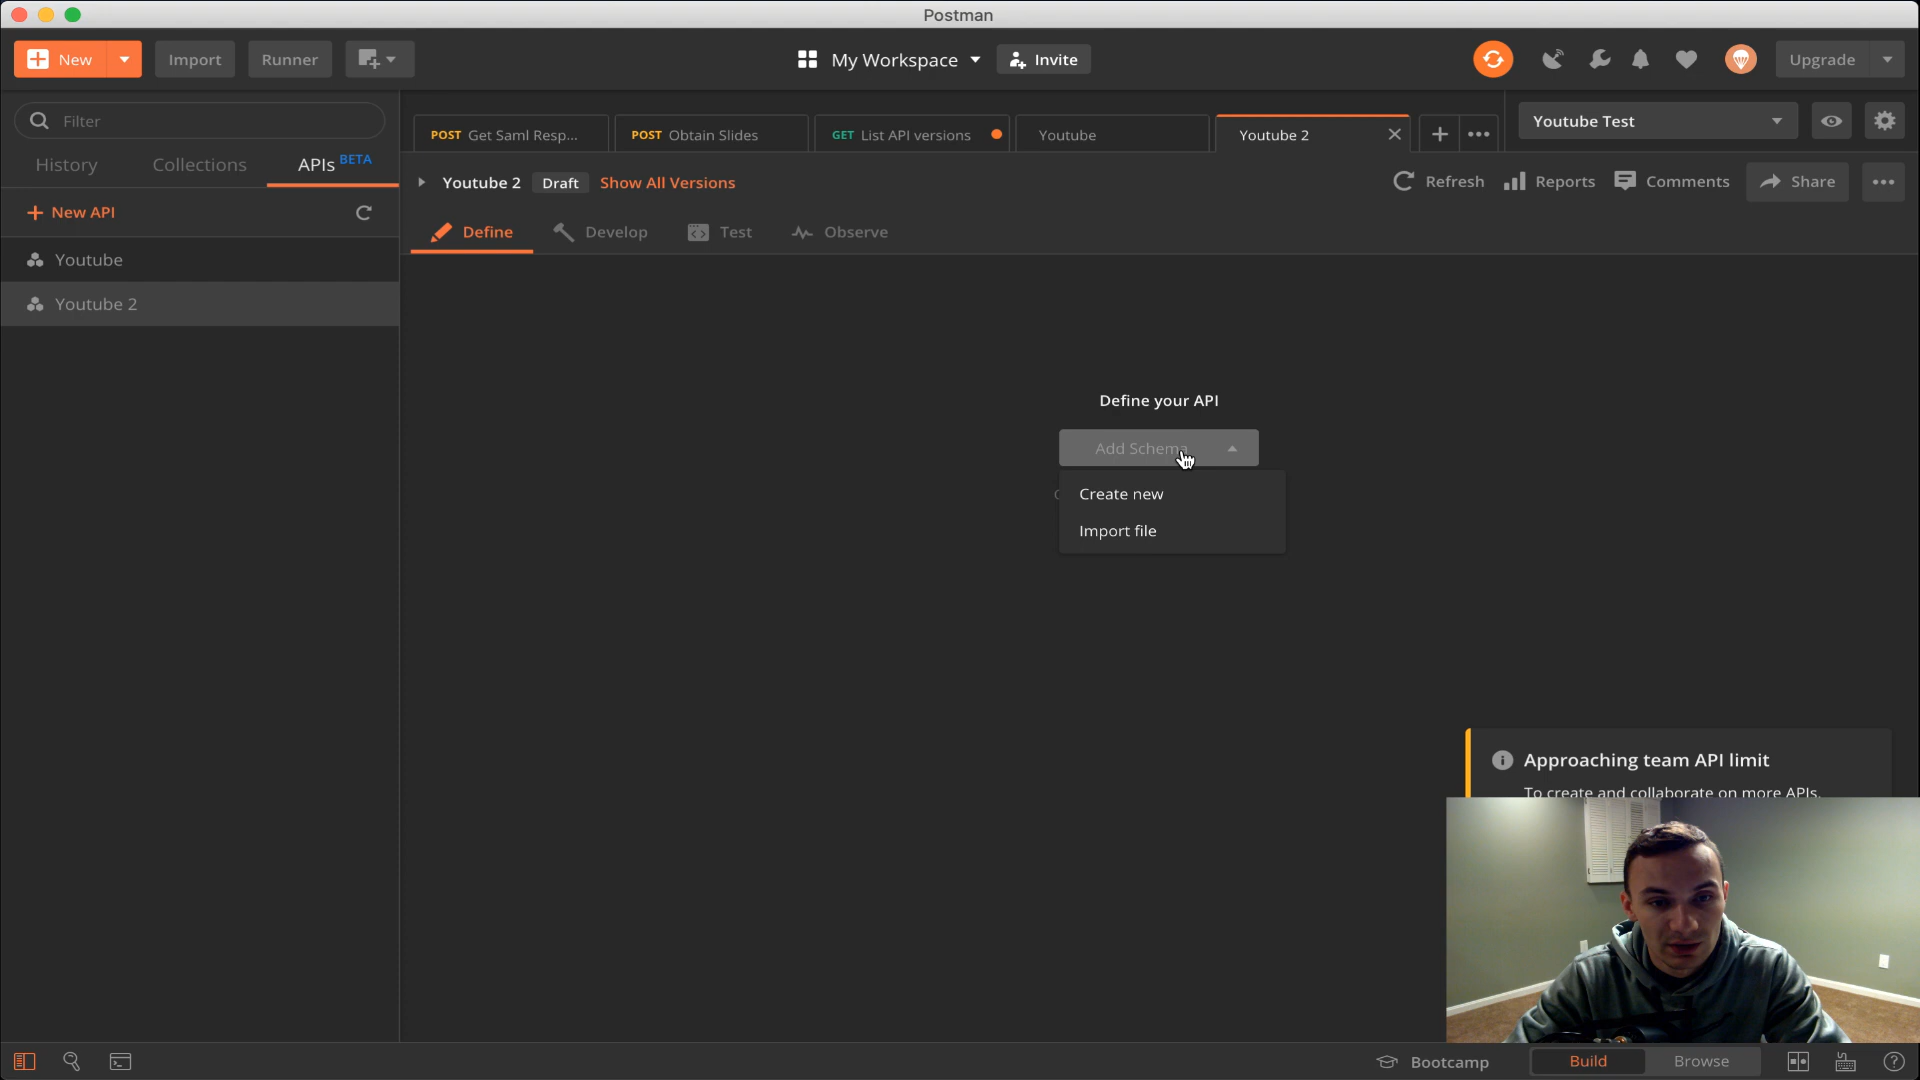 Postman
New
Import
Runner
My Workspace
Invite
Upgrade
Filter
History
Collections
APIs BETA
New API
Youtube
Youtube 2
POST Get Saml Resp...
POST Obtain Slides
GET List API versions
Youtube
Youtube 2
Youtube Test
Youtube 2
Draft
Show All Versions
Refresh
Reports
Comments
Share
Define
Develop
Test
Observe
Define your API
Add Schema
Create new
Import file
Approaching team API limit
To create and collaborate on more APIs,
Bootcamp
Build
Browse